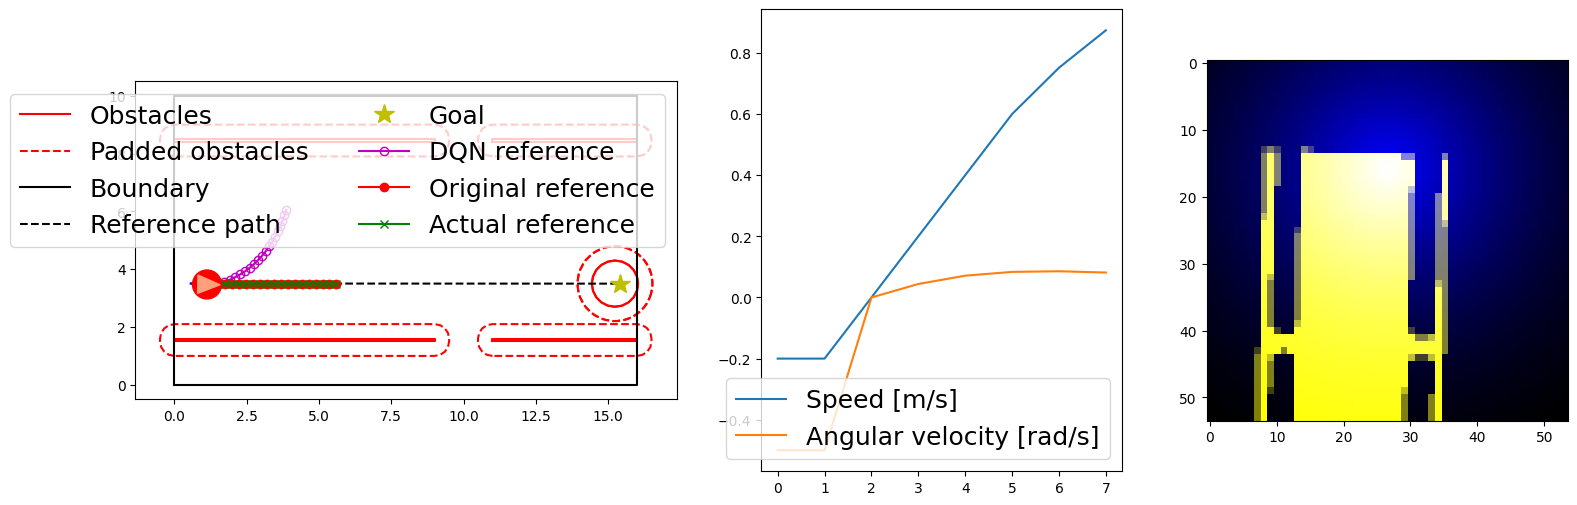 10
8
6
4
2
0
0.0 2.5 5.0 7.5 10.0 12.5 15.0
Obstacles
Padded obstacles
Boundary
Reference path
Goal
DQN reference
Original reference
Actual reference
0.8
0.6
0.4
0.2
0.0
−0.2
−0.4
0 1 2 3 4 5 6 7
Speed [m/s]
Angular velocity [rad/s]
0
10
20
30
40
50
0 10 20 30 40 50